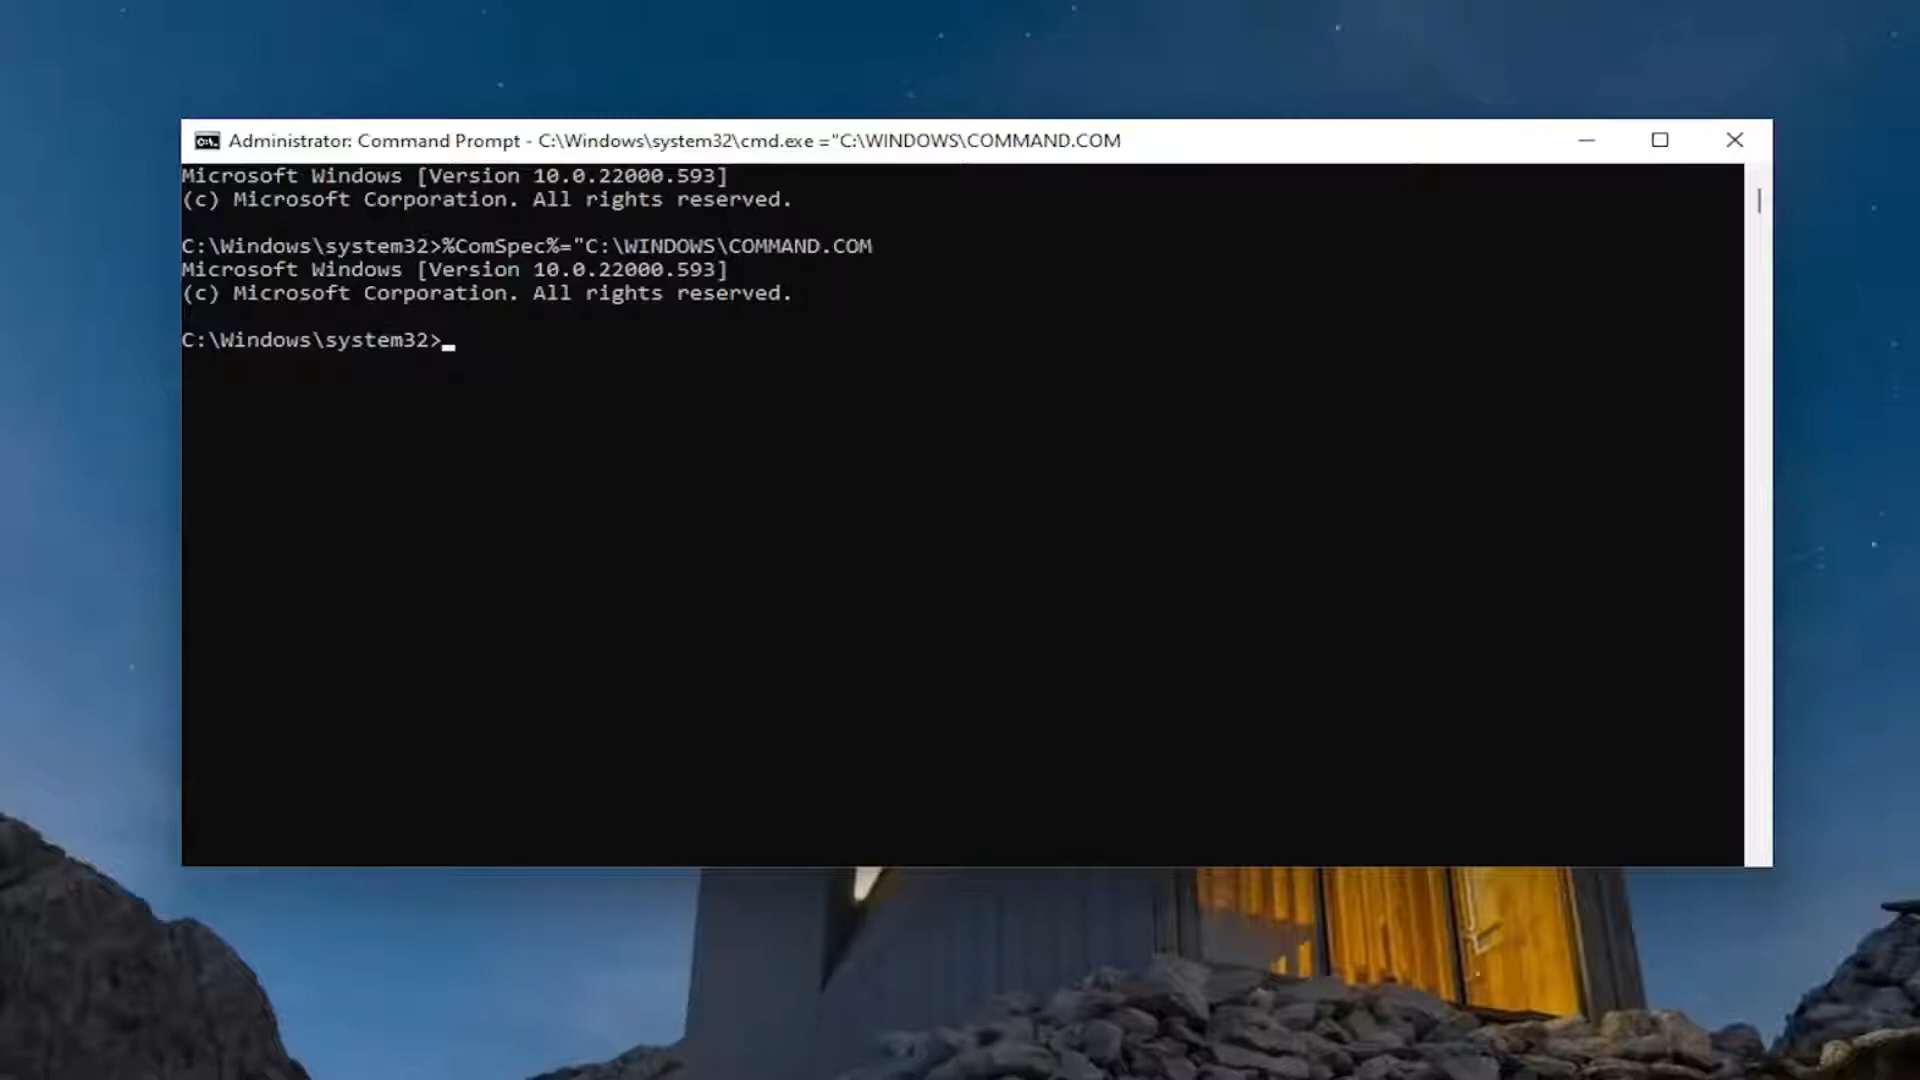 Administrator: Command Prompt - C:\Windows\system32\cmd.exe ="C:\WINDOWS\COMMAND.COM
Microsoft Windows [Version 10.0.22000.593]
(c) Microsoft Corporation. All rights reserved.
C:\Windows\system32>%ComSpec%="C:\WINDOWS\COMMAND.COM
Microsoft Windows [Version 10.0.22000.593]
(c) Microsoft Corporation. All rights reserved.
C:\Windows\system32>